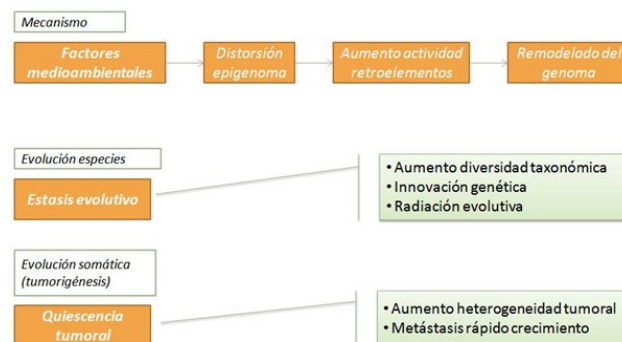 Mecanismo
Factores
medioambientales
Distorsión
epigenoma
Aumento actividad
retroelementos
Remodelado del
genoma
Evolución especies
Estasis evolutivo
• Aumento diversidad taxonómica
• Innovación genética
• Radiación evolutiva
Evolución somática
(tumorigénesis)
Quiescencia
tumoral
• Aumento heterogeneidad tumoral
• Metástasis rápido crecimiento